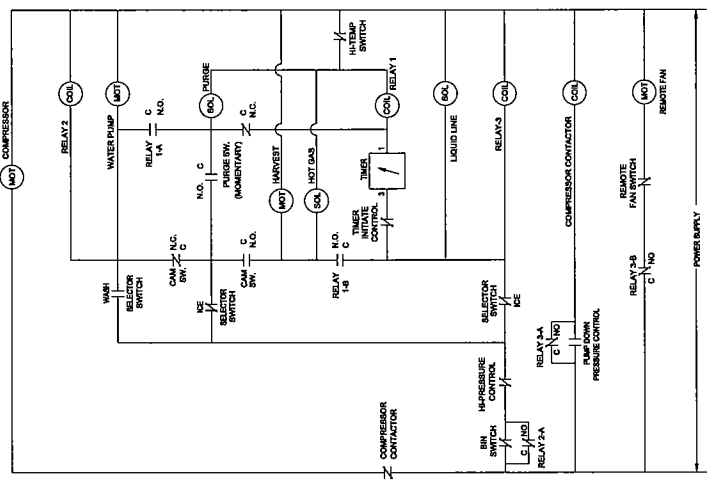 COMPRESSOR
MOT
COIL
RELAY 2
MOT
WATER PUMP
WASH
SELECTOR
SWITCH
C
N.O.
RELAY
1-A
N.C.
C
CAM
SW.
PURGE
SOL
N.O.
C
PURGE SW.
(MOMENTARY)
C
N.C.
ICE
SELECTOR
SWITCH
C
N.O.
CAM
SW.
HARVEST
MOT
HOT GAS
SOL
HI-TEMP
SWITCH
RELAY 1
COIL
1
TIMER
3
TIMER
INITIATE
CONTROL
N.O.
C
RELAY
1-B
LIQUID LINE
SOL
RELAY-3
COIL
SELECTOR
SWITCH
ICE
HI-PRESSURE
CONTROL
BIN
SWITCH
C
NO
RELAY 2-A
COMPRESSOR
CONTACTOR
COIL
COMPRESSOR CONTACTOR
RELAY 3-A
C
NO
PUMP DOWN
PRESSURE CONTROL
MOT
REMOTE FAN
REMOTE
FAN SWITCH
RELAY 3-B
C
NO
POWER SUPPLY